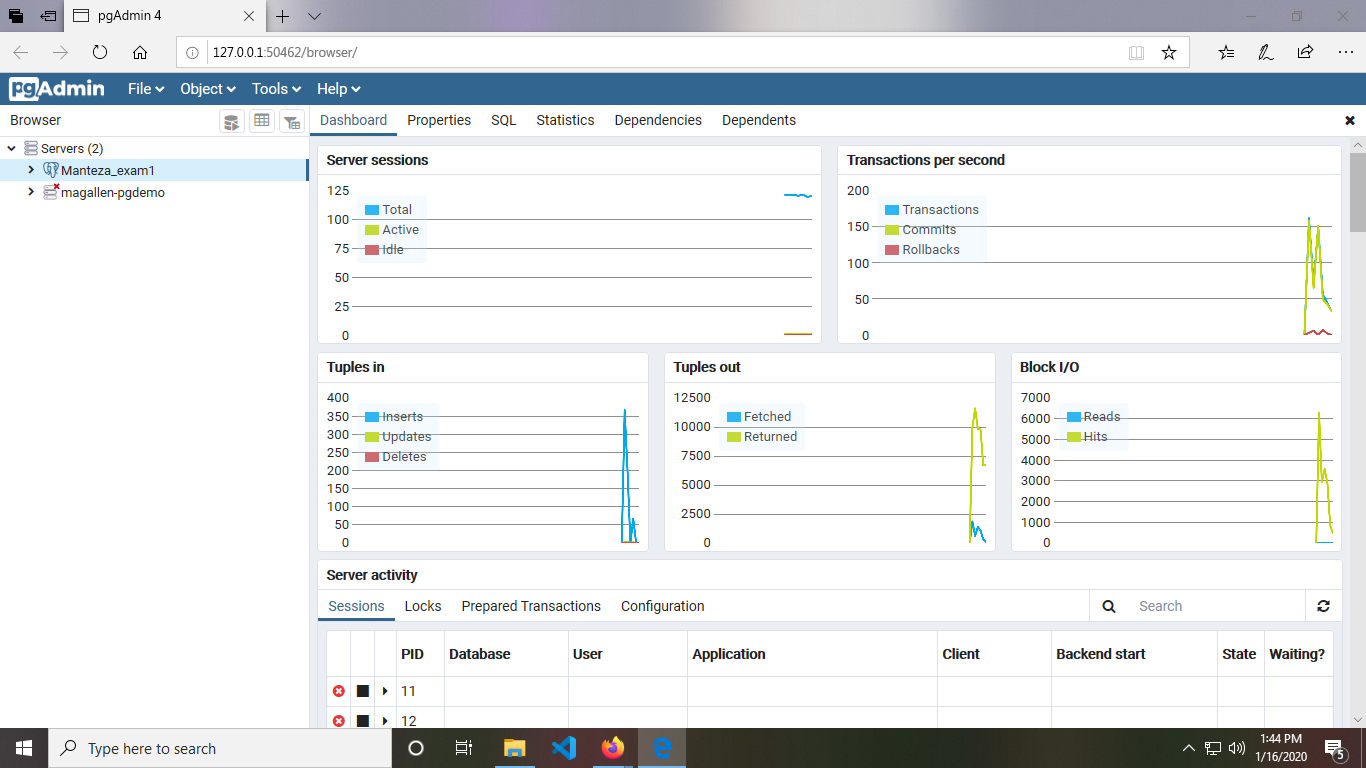 pgAdmin 4
127.0.0.1:50462/browser/
pgAdmin File Object Tools Help
Browser
Dashboard Properties SQL Statistics Dependencies Dependents
Servers (2)
Manteza_exam1
magallen-pgdemo
Server sessions
125
100
75
50
25
0
Total
Active
Idle
Transactions per second
200
150
100
50
0
Transactions
Commits
Rollbacks
Tuples in
400
350
300
250
200
150
100
50
0
Inserts
Updates
Deletes
Tuples out
12500
10000
7500
5000
2500
0
Fetched
Returned
Block I/O
7000
6000
5000
4000
3000
2000
1000
0
Reads
Hits
Server activity
Sessions Locks Prepared Transactions Configuration
Search
PID Database User Application Client Backend start State Waiting?
11
12
Type here to search
1:44 PM
1/16/2020
5